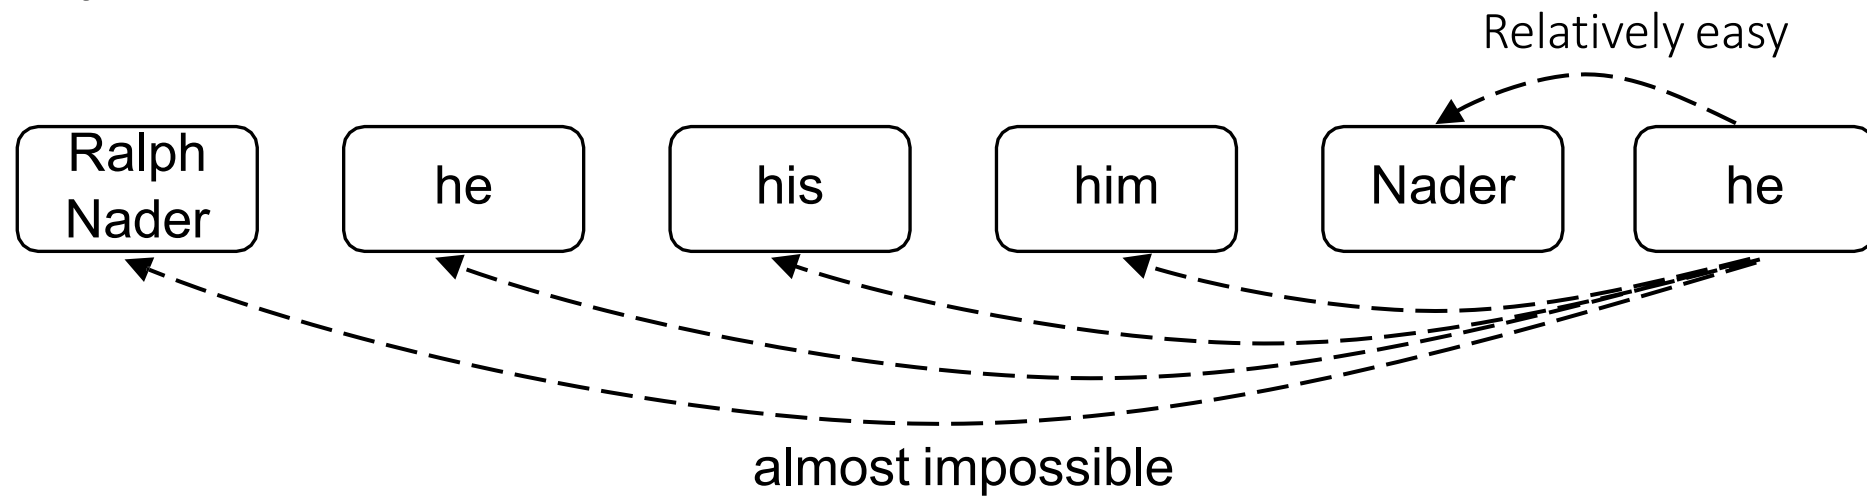 Relatively easy
Ralph
Nader
he
his
him
Nader
he
almost impossible